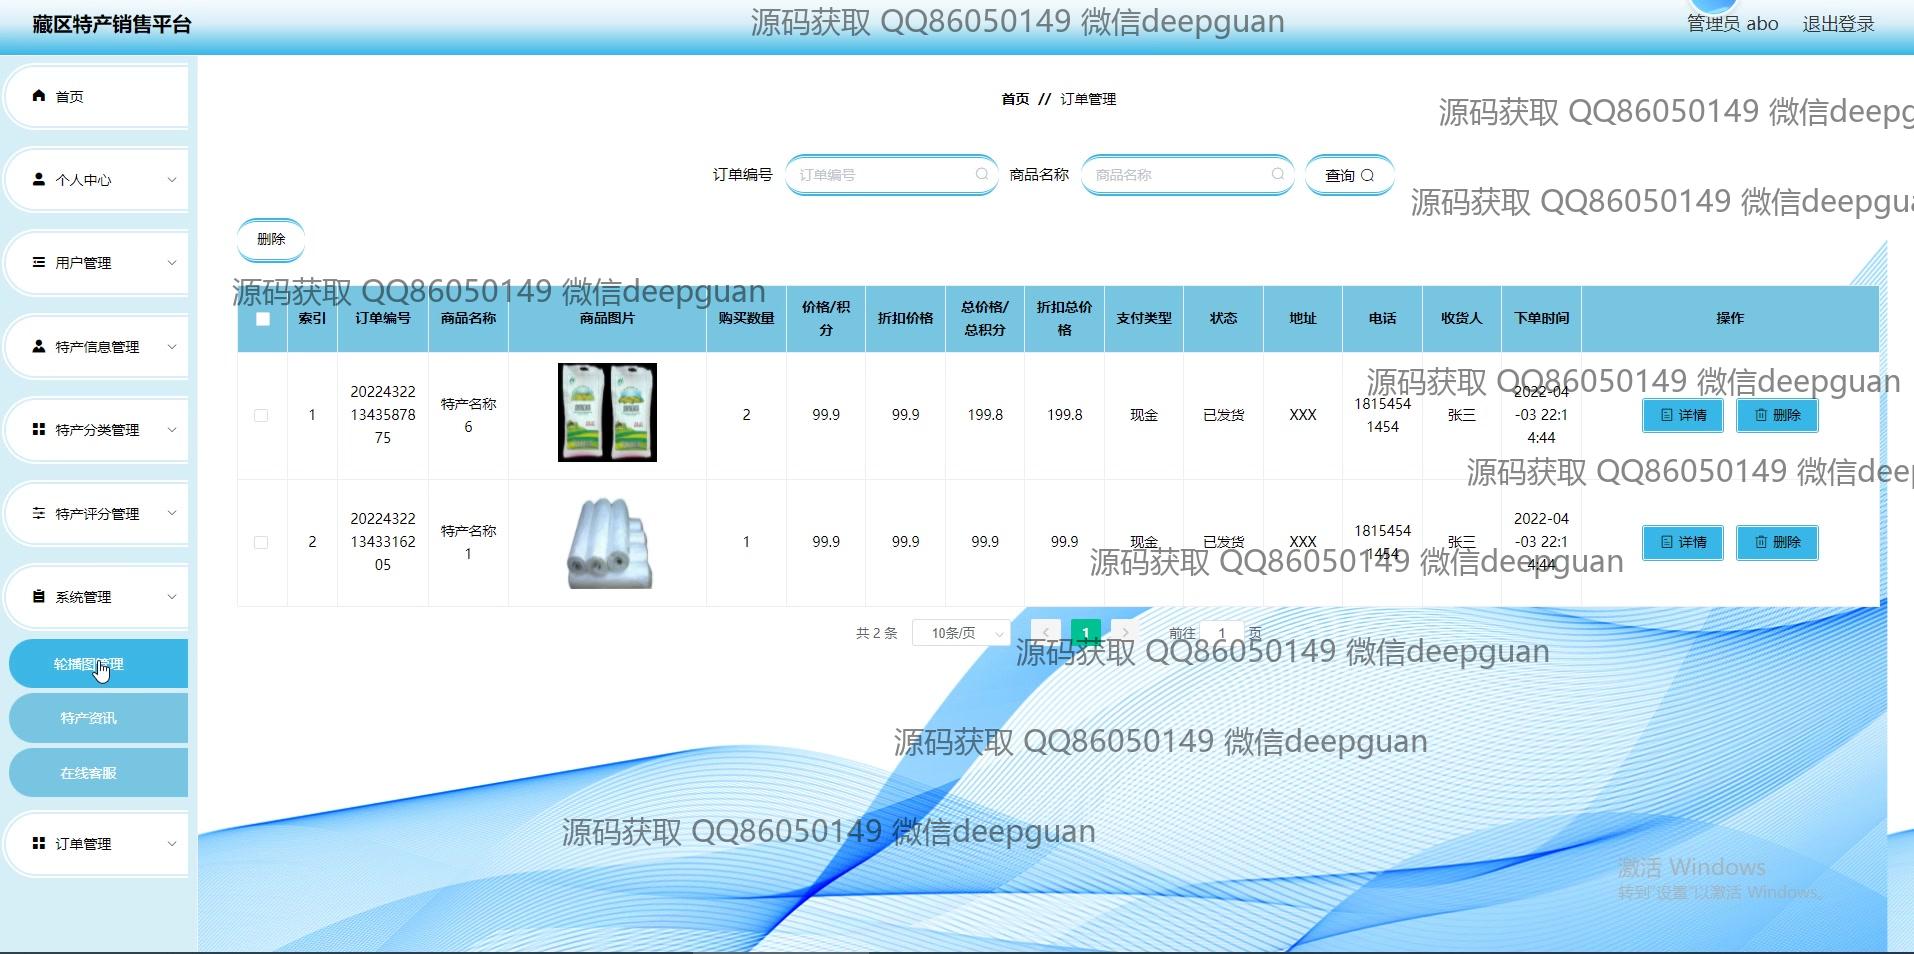 藏区特产销售平台
源码获取 QQ86050149 微信deepguan
管理员 abo 退出登录
首页
个人中心
用户管理
特产信息管理
特产分类管理
特产评分管理
系统管理
轮播图管理
特产资讯
在线客服
订单管理
首页 // 订单管理
源码获取 QQ86050149 微信deepg
订单编号 订单编号 商品名称 商品名称 查询
源码获取 QQ86050149 微信deepgua
删除
源码获取 QQ86050149 微信deepguan
索引 订单编号 商品名称 商品图片 购买数量 价格/积分 折扣价格 总价格/总积分 折扣总价格 支付类型 状态 地址 电话 收货人 下单时间 操作
源码获取 QQ86050149 微信deepguan
1 202243221343587875 特产名称6 2 99.9 99.9 199.8 199.8 现金 已发货 XXX 18154541454 张三 2022-04-03 22:14:44 详情 删除
源码获取 QQ86050149 微信deep
2 202243221343316205 特产名称1 1 99.9 99.9 99.9 99.9 现金 已发货 XXX 18154541454 张三 2022-04-03 22:14:44 详情 删除
源码获取 QQ86050149 微信deepguan
共 2 条 10条/页 1 前往 1 页
源码获取 QQ86050149 微信deepguan
源码获取 QQ86050149 微信deepguan
源码获取 QQ86050149 微信deepguan
激活 Windows
转到"设置"以激活 Windows。